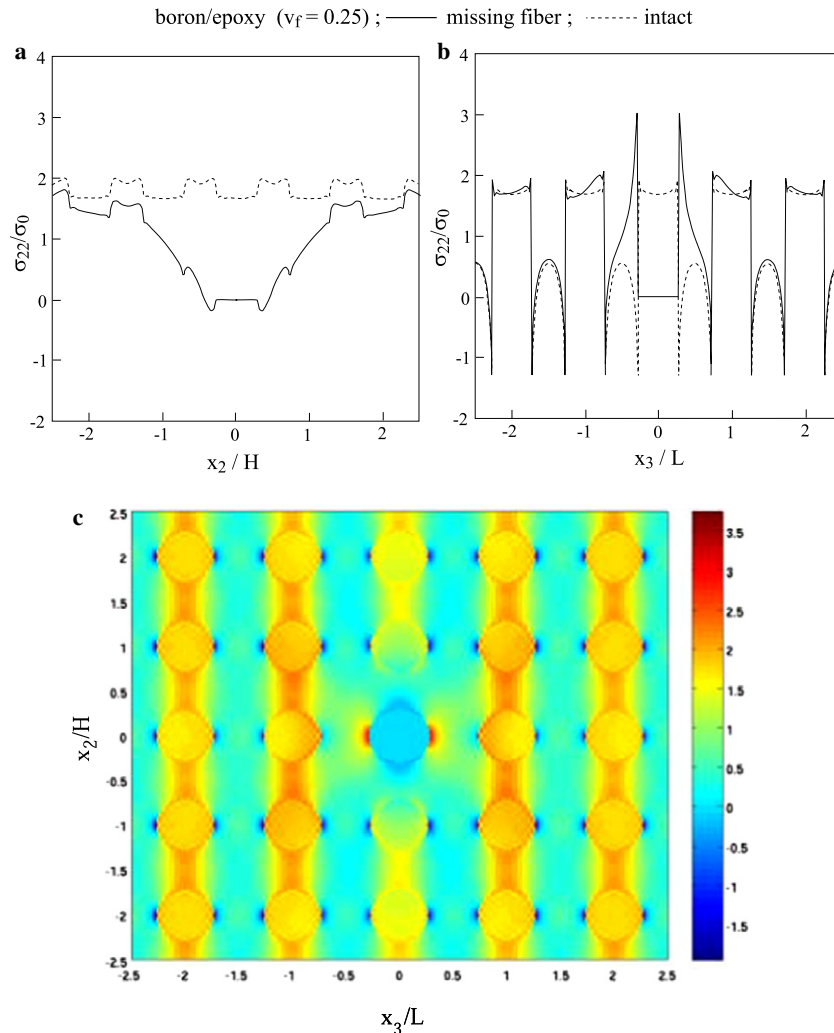 boron/epoxy (vf = 0.25) ; missing fiber ; intact
a
4
3
2
1
0
-1
-2
σ22/σ0
-2 -1 0 1 2
x2 / H
b
4
3
2
1
0
-1
-2
σ22/σ0
-2 -1 0 1 2
x3 / L
c
2.5
2
1.5
1
0.5
0
-0.5
-1
-1.5
-2
-2.5
x2/H
-2.5 -2 -1.5 -1 -0.5 0 0.5 1 1.5 2 2.5
x3/L
3.5
3
2.5
2
1.5
1
0.5
0
-0.5
-1
-1.5